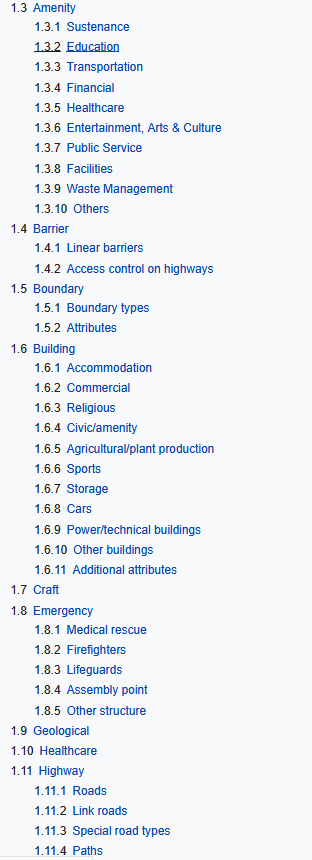 1.3 Amenity
1.3.1 Sustenance
1.3.2 Education
1.3.3 Transportation
1.3.4 Financial
1.3.5 Healthcare
1.3.6 Entertainment, Arts & Culture
1.3.7 Public Service
1.3.8 Facilities
1.3.9 Waste Management
1.3.10 Others
1.4 Barrier
1.4.1 Linear barriers
1.4.2 Access control on highways
1.5 Boundary
1.5.1 Boundary types
1.5.2 Attributes
1.6 Building
1.6.1 Accommodation
1.6.2 Commercial
1.6.3 Religious
1.6.4 Civic/amenity
1.6.5 Agricultural/plant production
1.6.6 Sports
1.6.7 Storage
1.6.8 Cars
1.6.9 Power/technical buildings
1.6.10 Other buildings
1.6.11 Additional attributes
1.7 Craft
1.8 Emergency
1.8.1 Medical rescue
1.8.2 Firefighters
1.8.3 Lifeguards
1.8.4 Assembly point
1.8.5 Other structure
1.9 Geological
1.10 Healthcare
1.11 Highway
1.11.1 Roads
1.11.2 Link roads
1.11.3 Special road types
1.11.4 Paths